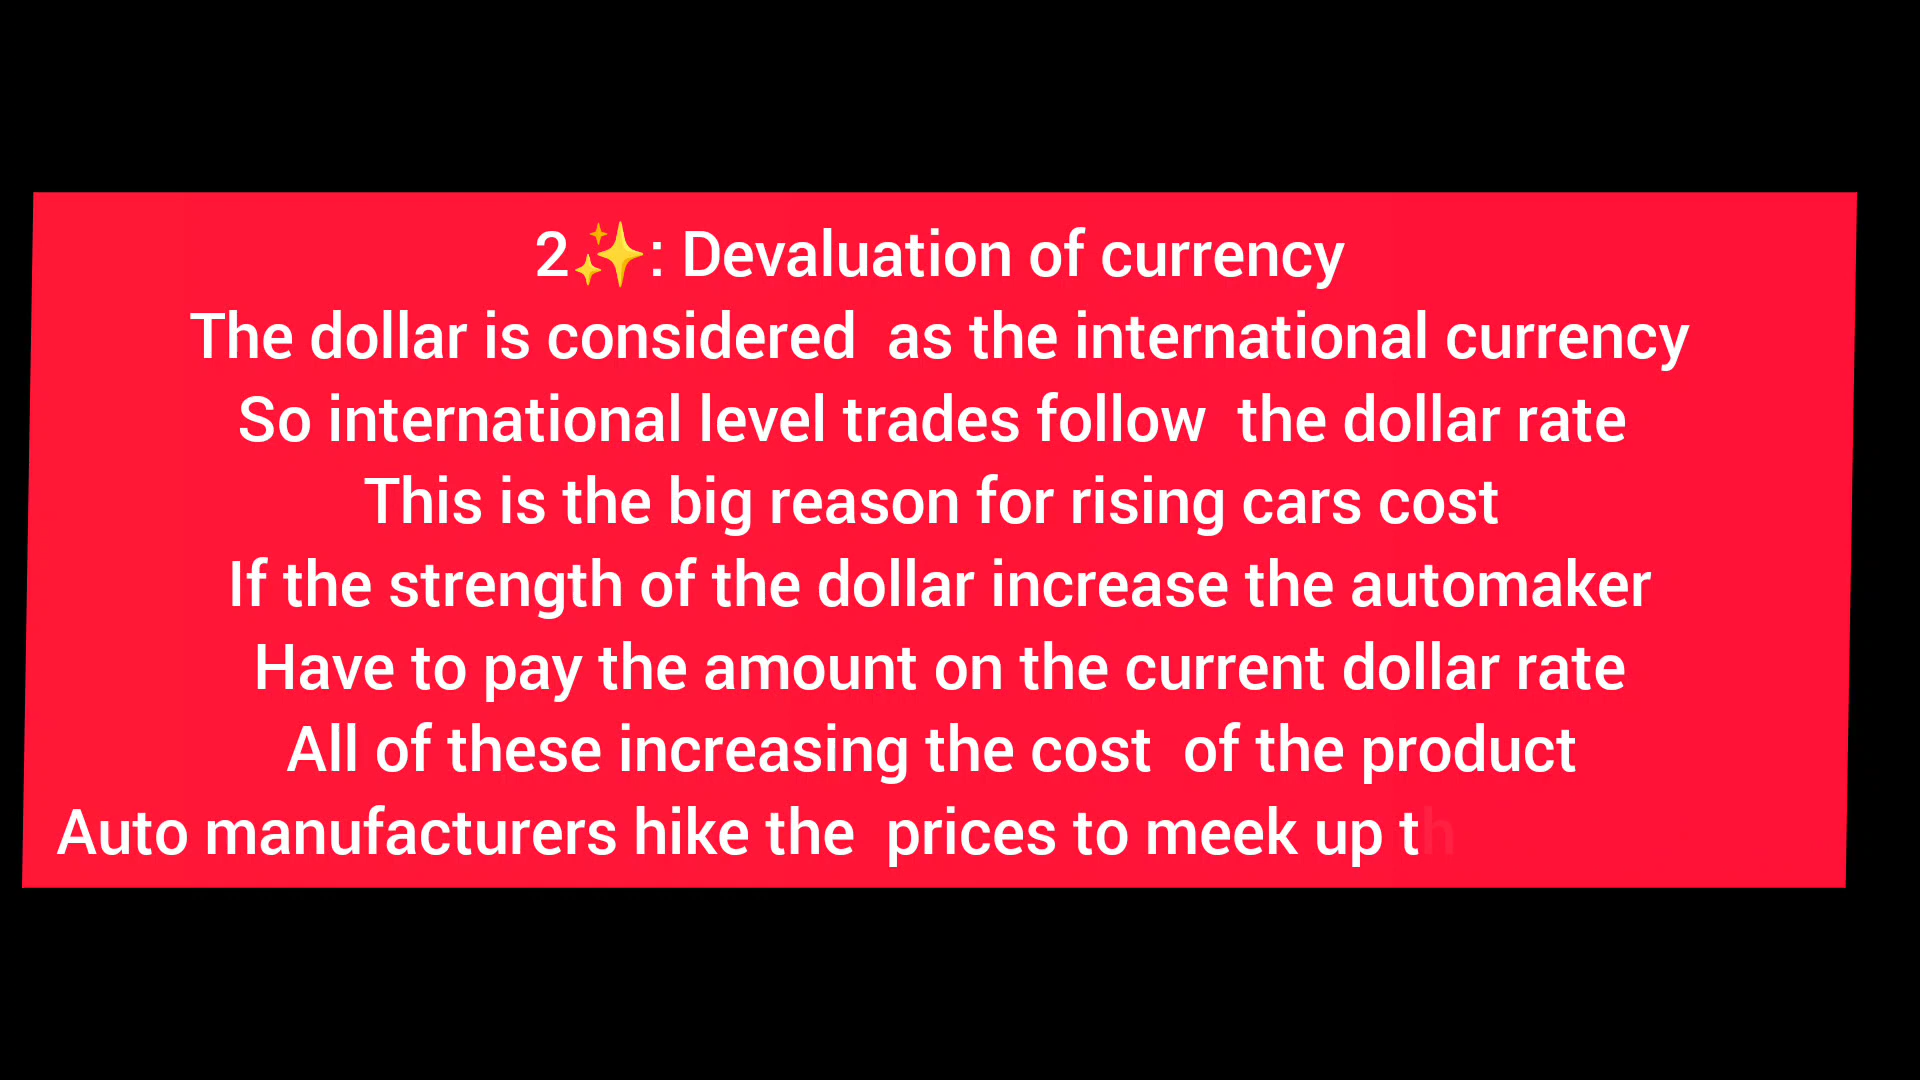 2✨: Devaluation of currency
The dollar is considered  as the international currency
So international level trades follow  the dollar rate
This is the big reason for rising cars cost
If the strength of the dollar increase the automaker
Have to pay the amount on the current dollar rate
All of these increasing the cost  of the product
Auto manufacturers hike the  prices to meek up th